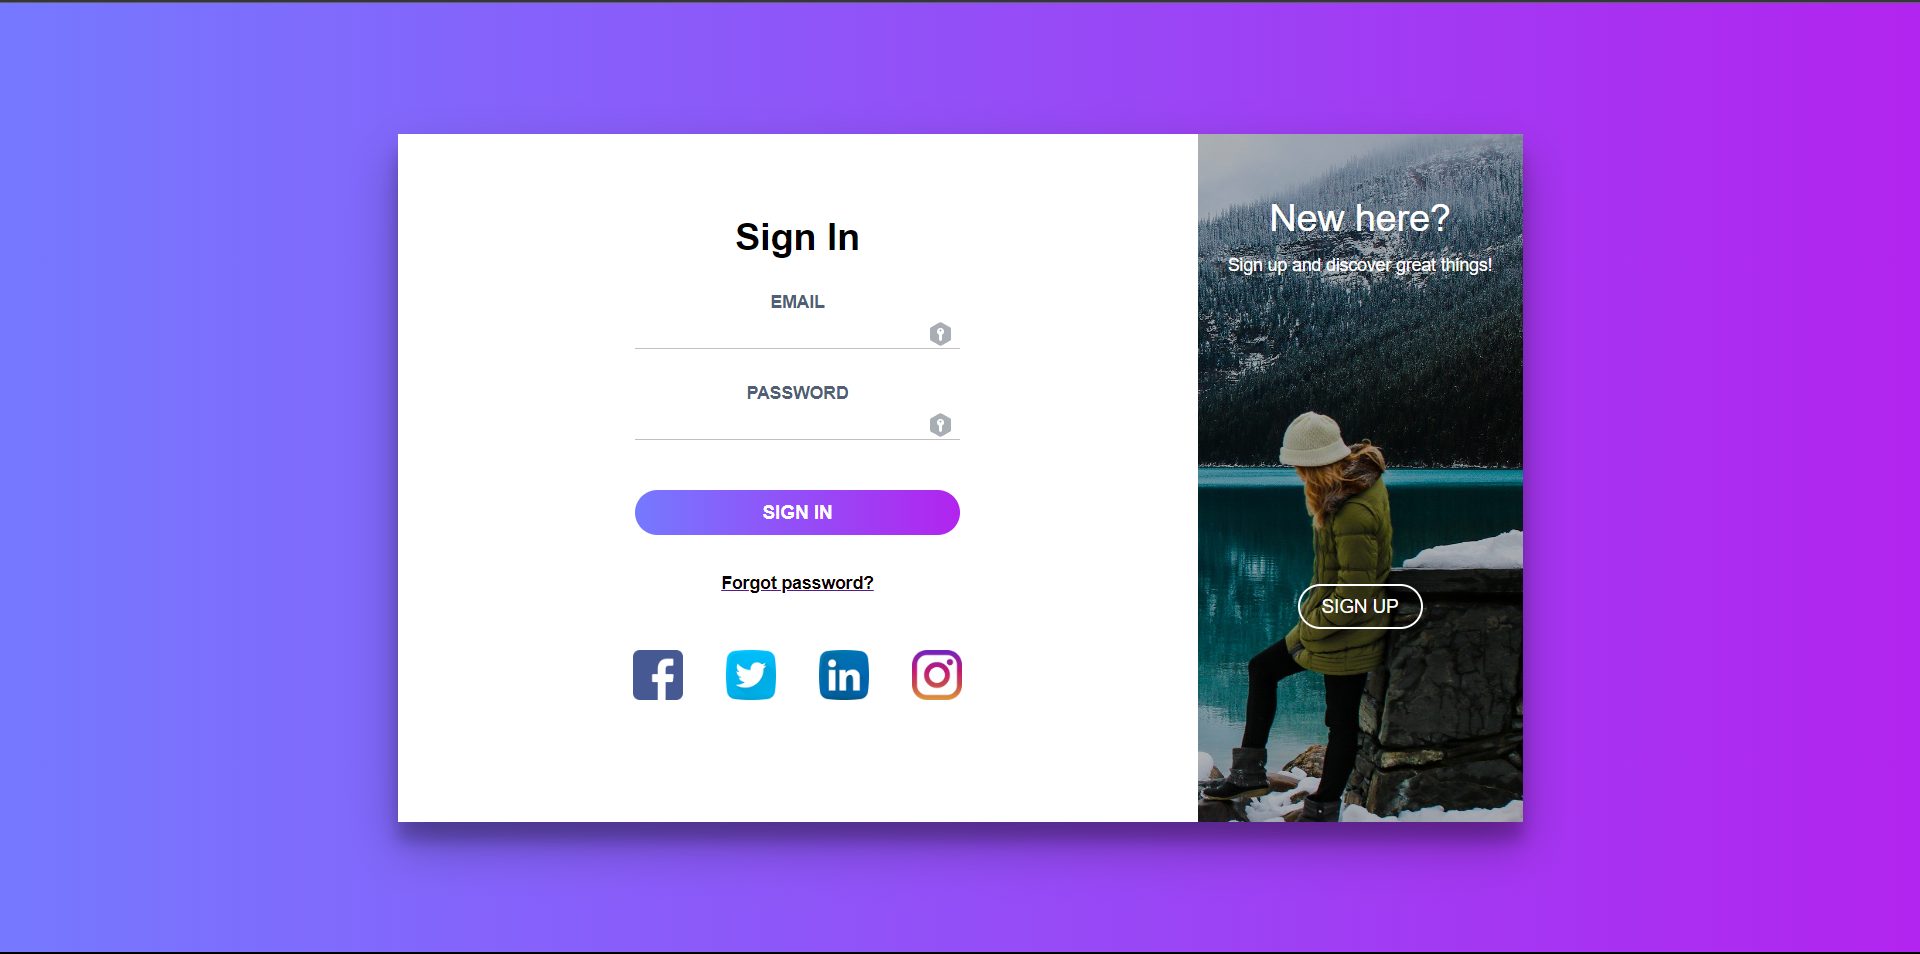 Sign In
EMAIL
PASSWORD
SIGN IN
Forgot password?
New here?
Sign up and discover great things!
SIGN UP